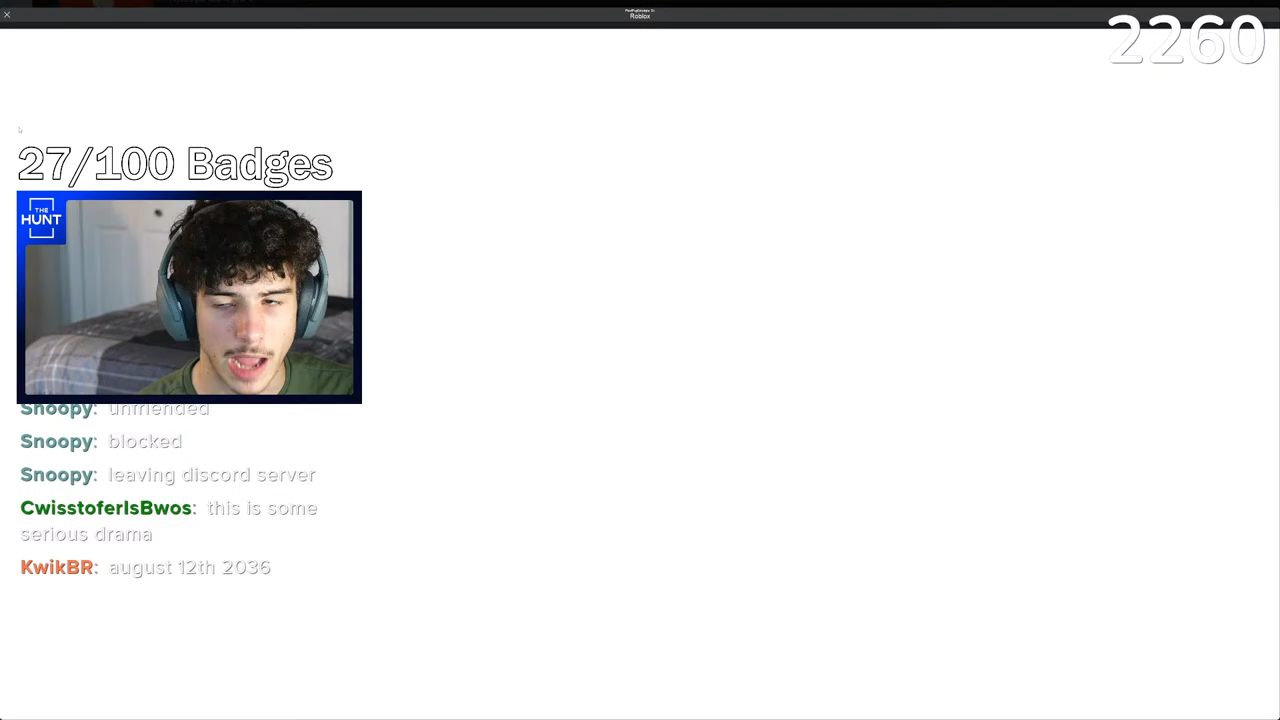 Roblox
2260
27/100 Badges
THE
HUNT
Snoopy: unfriended
Snoopy: blocked
Snoopy: leaving discord server
CwisstoferIsBwos: this is some
serious drama
KwikBR: august 12th 2036